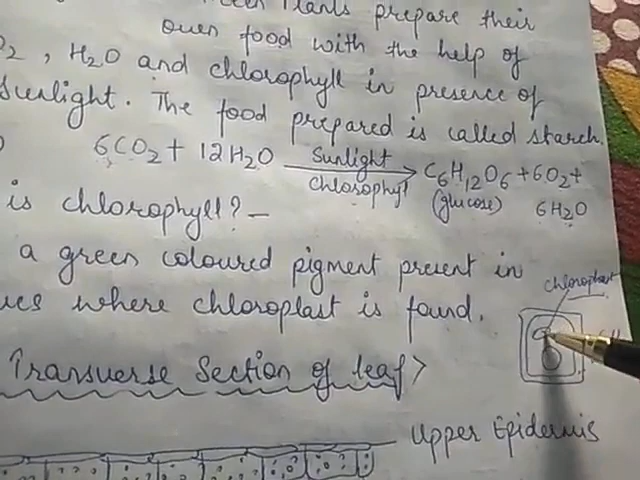 Plants prepare their
own food with the help of
, H2O and chlorophyll in presence of
Sunlight. The food prepared is called starch.
6CO2 + 12H2O Sunlight Chlorophyll C6H12O6 + 6O2 +
(glucose) 6H2O
is chlorophyll? —
a green coloured pigment present in
where chloroplast is found.
Chloroplast
Transverse Section of leaf >
Upper Epidermis